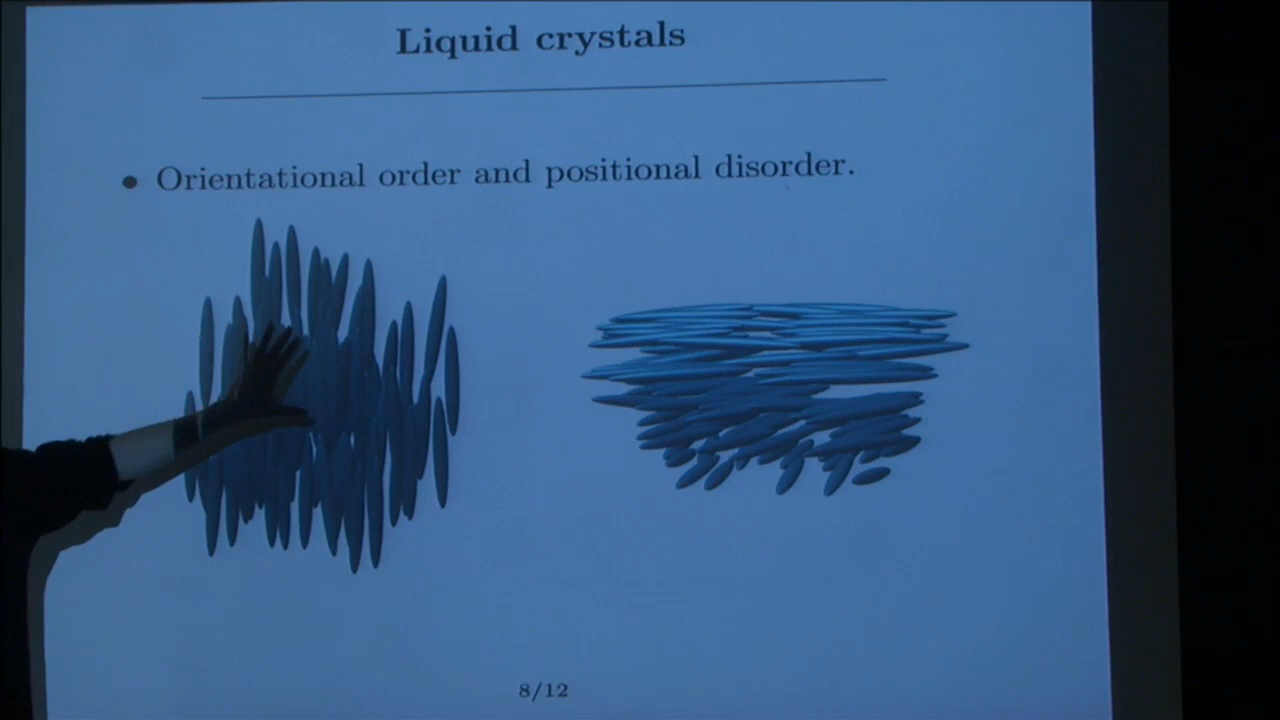 Liquid crystals
• Orientational order and positional disorder.
8/12